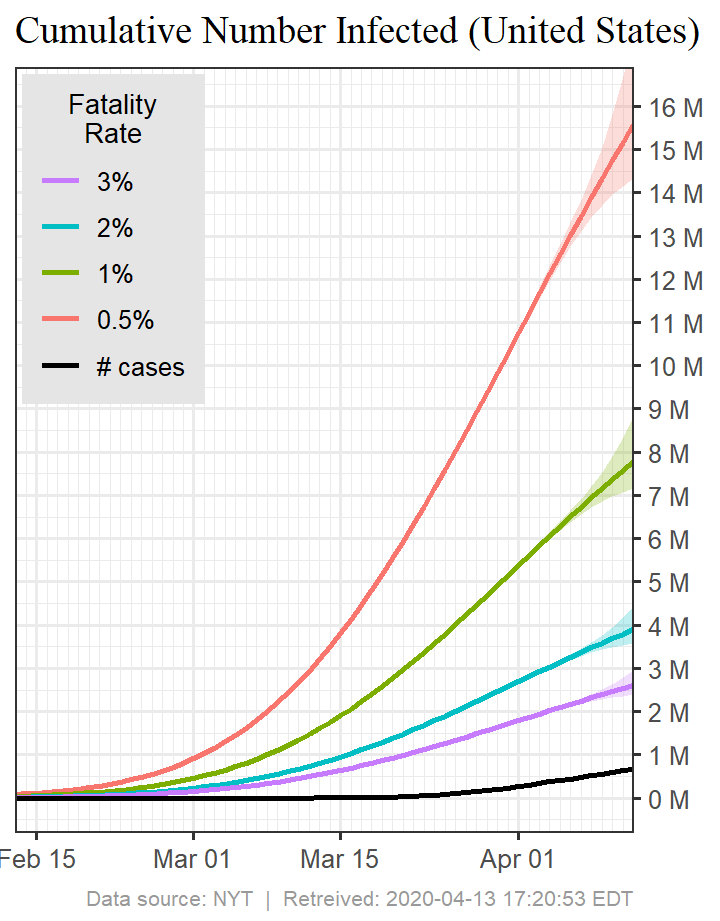 Cumulative Number Infected (United States)
Fatality
Rate
3%
2%
1%
0.5%
# cases
16 M
15 M
14 M
13 M
12 M
11 M
10 M
9 M
8 M
7 M
6 M
5 M
4 M
3 M
2 M
1 M
0 M
Feb 15 Mar 01 Mar 15 Apr 01
Data source: NYT | Retreived: 2020-04-13 17:20:53 EDT